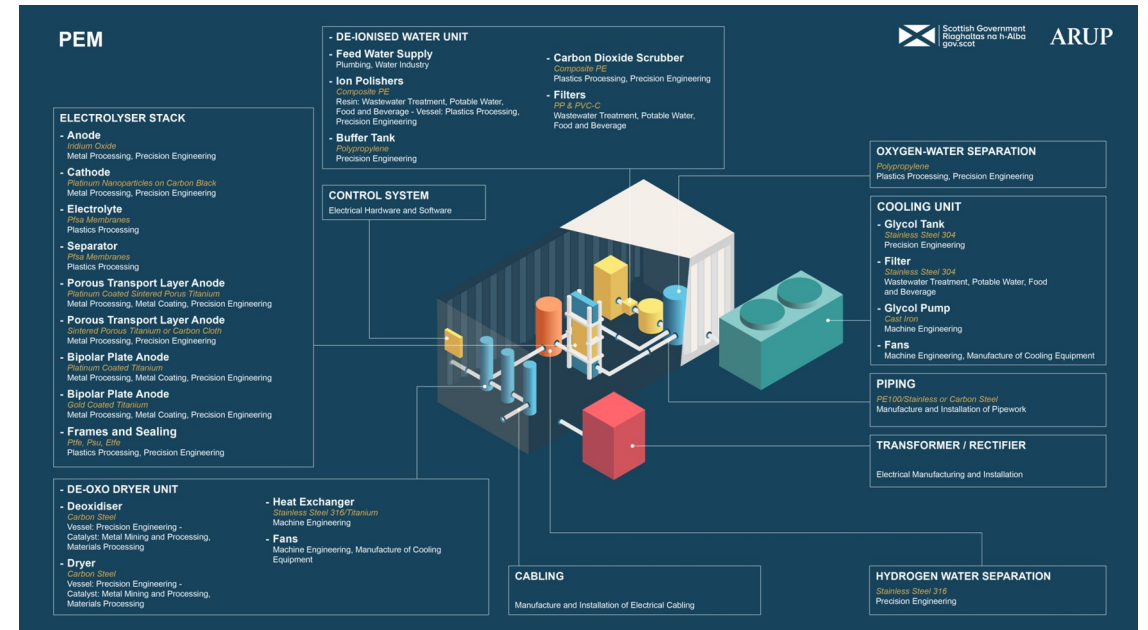 PEM
Scottish Government
Riaghaltas na h-Alba
gov.scot
ARUP
- DE-IONISED WATER UNIT
- Feed Water Supply
Plumbing, Water Industry
- Ion Polishers
Composite PE
Resin: Wastewater Treatment, Potable Water,
Food and Beverage - Vessel: Plastics Processing,
Precision Engineering
- Buffer Tank
Polypropylene
Precision Engineering
- Carbon Dioxide Scrubber
Composite PE
Plastics Processing, Precision Engineering
- Filters
PP & PVC-C
Wastewater Treatment, Potable Water,
Food and Beverage
ELECTROLYSER STACK
- Anode
Iridium Oxide
Metal Processing, Precision Engineering
- Cathode
Platinum Nanoparticles on Carbon Black
Metal Processing, Precision Engineering
- Electrolyte
Pfsa Membranes
Plastics Processing
- Separator
Pfsa Membranes
Plastics Processing
- Porous Transport Layer Anode
Platinum Coated Sintered Porus Titanium
Metal Processing, Metal Coating, Precision Engineering
- Porous Transport Layer Anode
Sintered Porous Titanium or Carbon Cloth
Metal Processing, Precision Engineering
- Bipolar Plate Anode
Platinum Coated Titanium
Metal Processing, Metal Coating, Precision Engineering
- Bipolar Plate Anode
Gold Coated Titanium
Metal Processing, Metal Coating, Precision Engineering
- Frames and Sealing
Ptfe, Psu, Etfe
Plastics Processing, Precision Engineering
CONTROL SYSTEM
Electrical Hardware and Software
OXYGEN-WATER SEPARATION
Polypropylene
Plastics Processing, Precision Engineering
COOLING UNIT
- Glycol Tank
Stainless Steel 304
Precision Engineering
- Filter
Stainless Steel 304
Wastewater Treatment, Potable Water, Food
and Beverage
- Glycol Pump
Cast Iron
Machine Engineering
- Fans
Machine Engineering, Manufacture of Cooling Equipment
PIPING
PE100/Stainless or Carbon Steel
Manufacture and Installation of Pipework
TRANSFORMER / RECTIFIER
Electrical Manufacturing and Installation
- DE-OXO DRYER UNIT
- Deoxidiser
Carbon Steel
Vessel: Precision Engineering -
Catalyst: Metal Mining and Processing,
Materials Processing
- Dryer
Carbon Steel
Vessel: Precision Engineering -
Catalyst: Metal Mining and Processing,
Materials Processing
- Heat Exchanger
Stainless Steel 316/Titanium
Machine Engineering
- Fans
Machine Engineering, Manufacture of Cooling
Equipment
CABLING
Manufacture and Installation of Electrical Cabling
HYDROGEN WATER SEPARATION
Stainless Steel 316
Precision Engineering